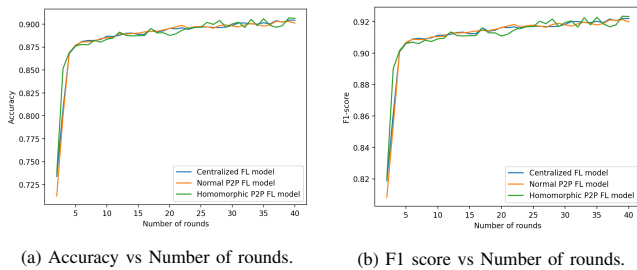 0.900
0.875
0.850
0.825
0.800
0.775
0.750
0.725
Accuracy
5 10 15 20 25 30 35 40
Number of rounds
Centralized FL model
Normal P2P FL model
Homomorphic P2P FL model
(a) Accuracy vs Number of rounds.
0.92
0.90
0.88
0.86
0.84
0.82
F1-score
5 10 15 20 25 30 35 40
Number of rounds
Centralized FL model
Normal P2P FL model
Homomorphic P2P FL model
(b) F1 score vs Number of rounds.